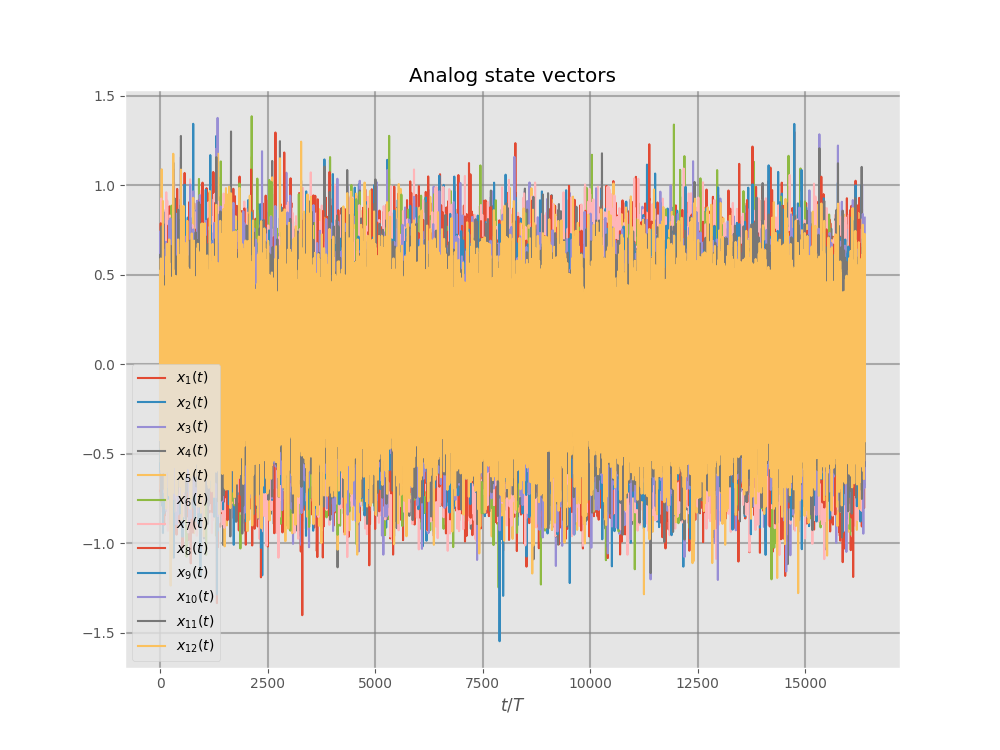 Analog state vectors
1.5
1.0
0.5
0.0
−0.5
−1.0
−1.5
x₁(t)
x₂(t)
x₃(t)
x₄(t)
x₅(t)
x₆(t)
x₇(t)
x₈(t)
x₉(t)
x₁₀(t)
x₁₁(t)
x₁₂(t)
0 2500 5000 7500 10000 12500 15000
t/T